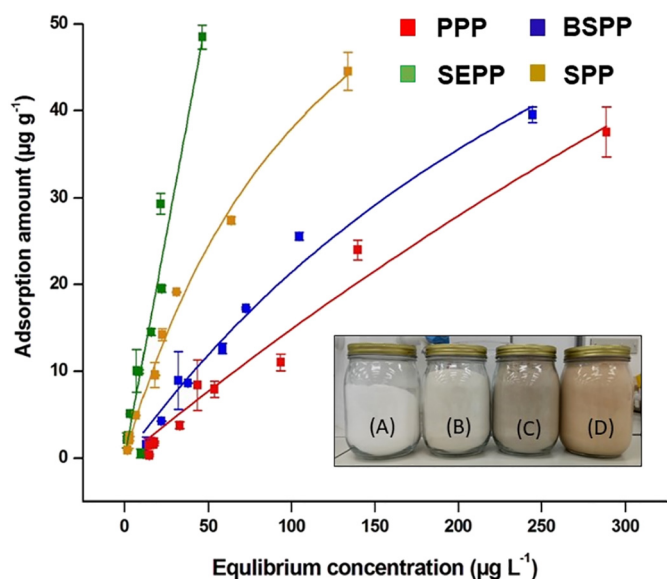 PPP
BSPP
SEPP
SPP
Adsorption amount (µg g⁻¹)
50
40
30
20
10
0
(A) (B) (C) (D)
0 50 100 150 200 250 300
Equlibrium concentration (µg L⁻¹)